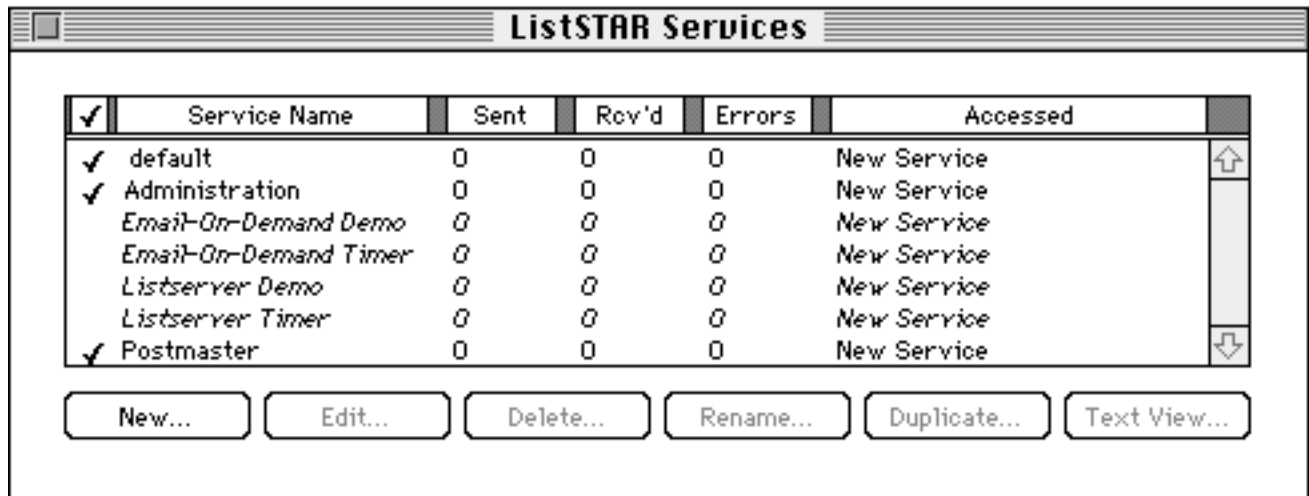 ListSTAR Services
✓ Service Name Sent Rcv'd Errors Accessed
✓ default 0 0 0 New Service
✓ Administration 0 0 0 New Service
Email-On-Demand Demo 0 0 0 New Service
Email-On-Demand Timer 0 0 0 New Service
Listserver Demo 0 0 0 New Service
Listserver Timer 0 0 0 New Service
✓ Postmaster 0 0 0 New Service
New... Edit... Delete... Rename... Duplicate... Text View...